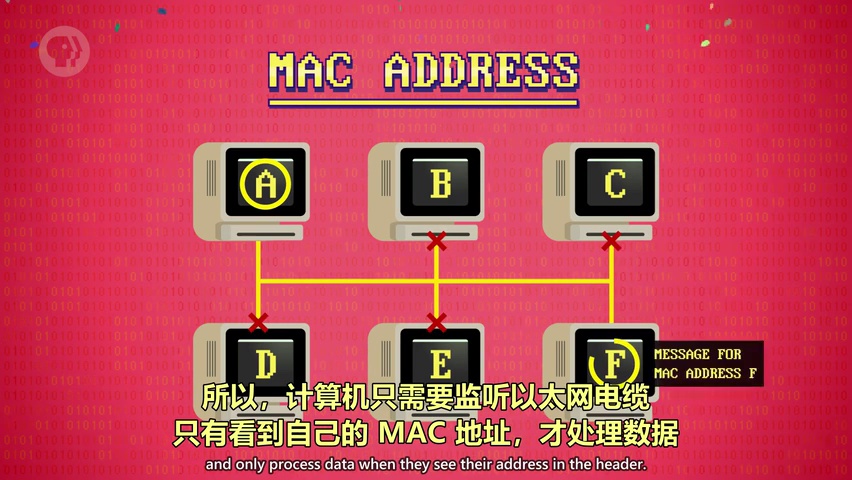 MAC ADDRESS
A
B
C
D
E
F
MESSAGE FOR
MAC ADDRESS F
所以，计算机只需要监听以太网电缆
只有看到自己的 MAC 地址，才处理数据
and only process data when they see their address in the header.